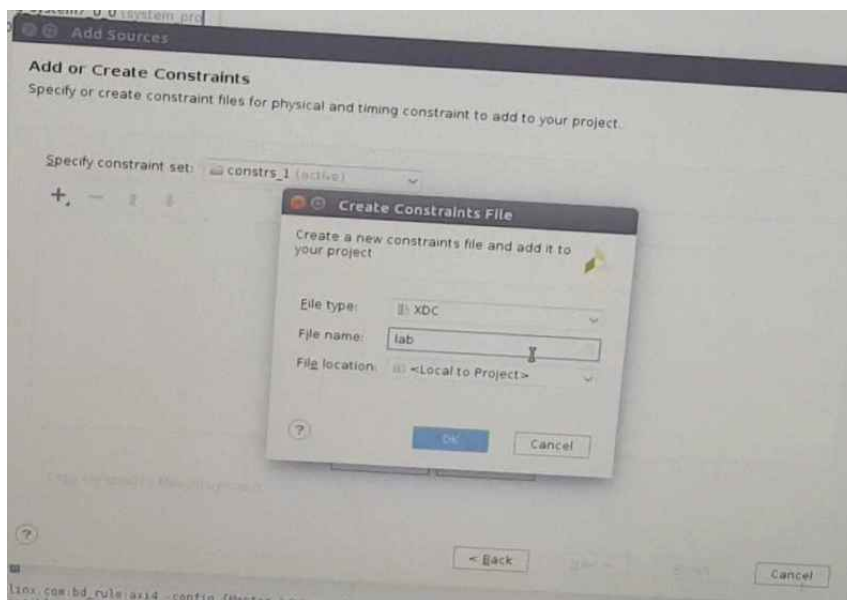 Add Sources
Add or Create Constraints
Specify or create constraint files for physical and timing constraint to add to your project.
Specify constraint set: constrs_1 (active)
Create Constraints File
Create a new constraints file and add it to
your project
File type: XDC
File name: lab
File location: <Local to Project>
?
OK
Cancel
?
< Back
Cancel